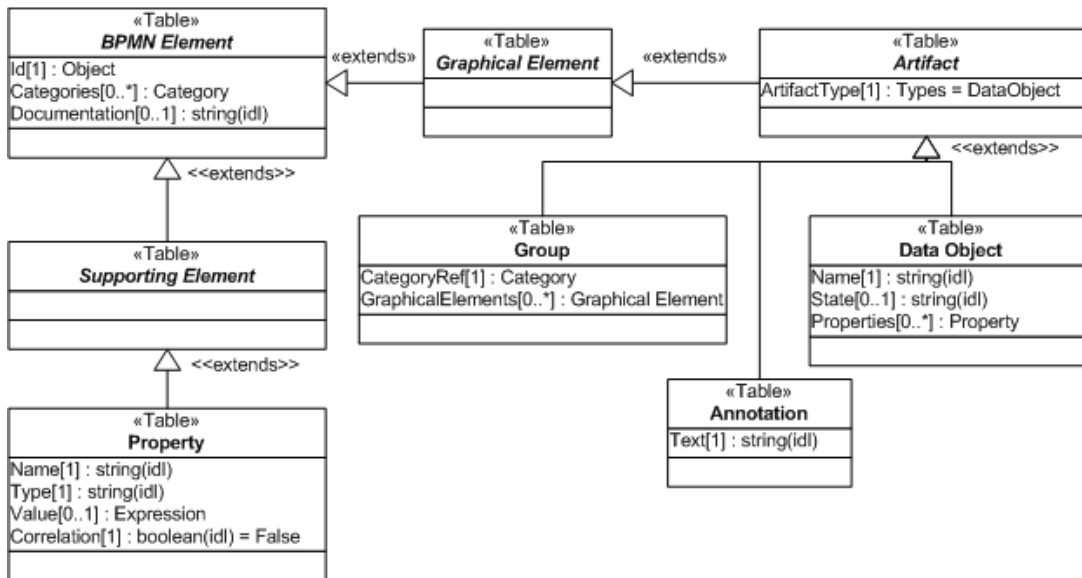 «Table»
BPMN Element
Id[1] : Object
Categories[0..*] : Category
Documentation[0..1] : string(idl)
«extends»
«Table»
Graphical Element
«extends»
«Table»
Artifact
ArtifactType[1] : Types = DataObject
<<extends>>
<<extends>>
«Table»
Supporting Element
<<extends>>
«Table»
Property
Name[1] : string(idl)
Type[1] : string(idl)
Value[0..1] : Expression
Correlation[1] : boolean(idl) = False
«Table»
Group
CategoryRef[1] : Category
GraphicalElements[0..*] : Graphical Element
«Table»
Annotation
Text[1] : string(idl)
«Table»
Data Object
Name[1] : string(idl)
State[0..1] : string(idl)
Properties[0..*] : Property